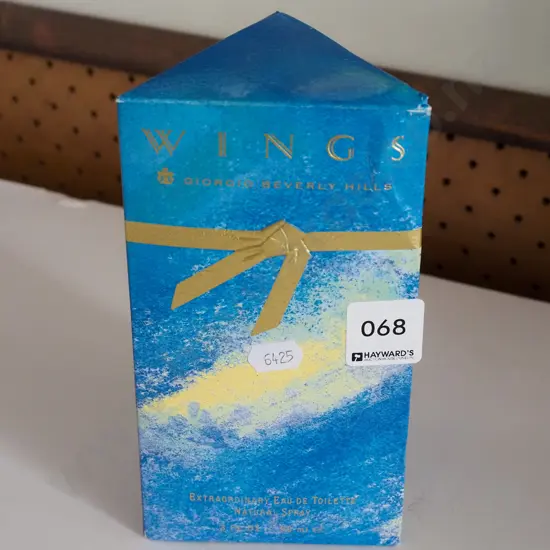 WINGS
GIORGIO BEVERLY HILLS
068
HAYWARD'S
6425
EXTRAORDINARY EAU DE TOILETTE
NATURAL SPRAY